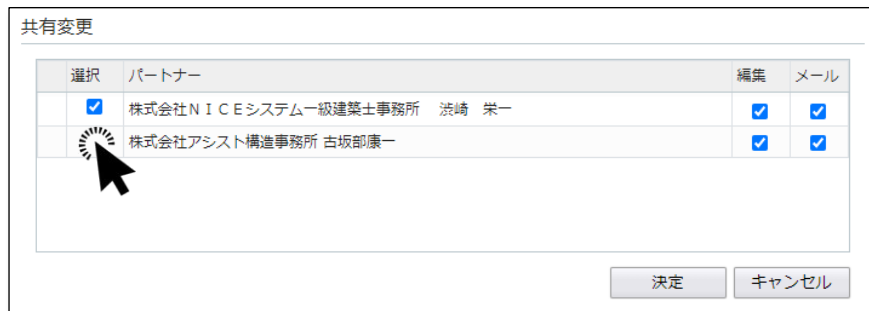 共有変更
選択 パートナー 編集 メール
株式会社NICEシステム一級建築士事務所　渋崎　栄一
株式会社アシスト構造事務所 古坂部康一
決定 キャンセル